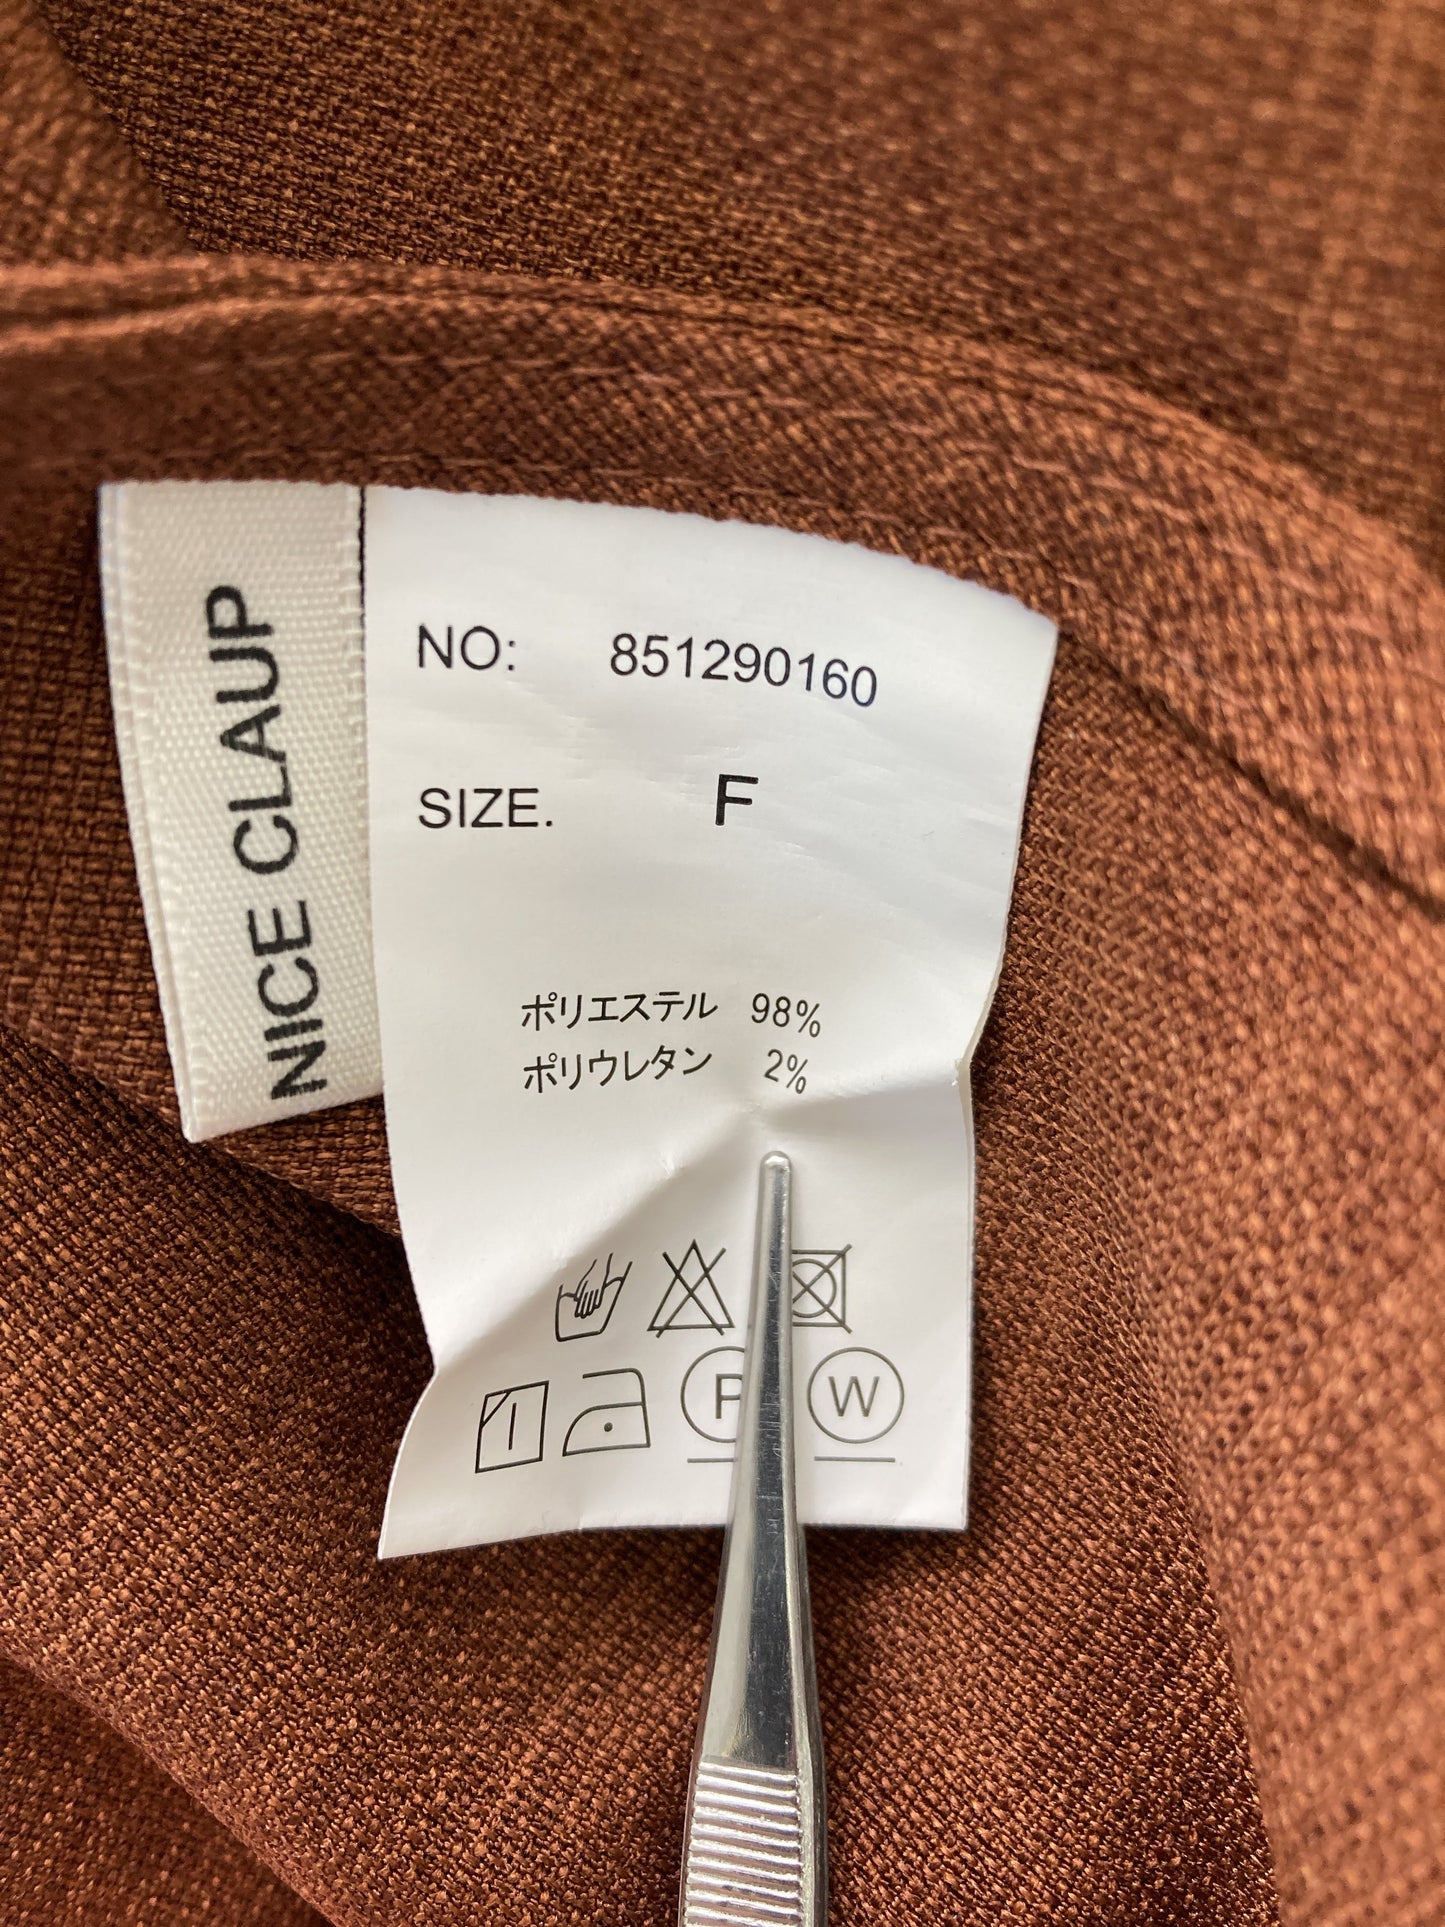 NICE CLAUP
NO: 851290160
SIZE. F
ポリエステル 98%
ポリウレタン 2%
P W